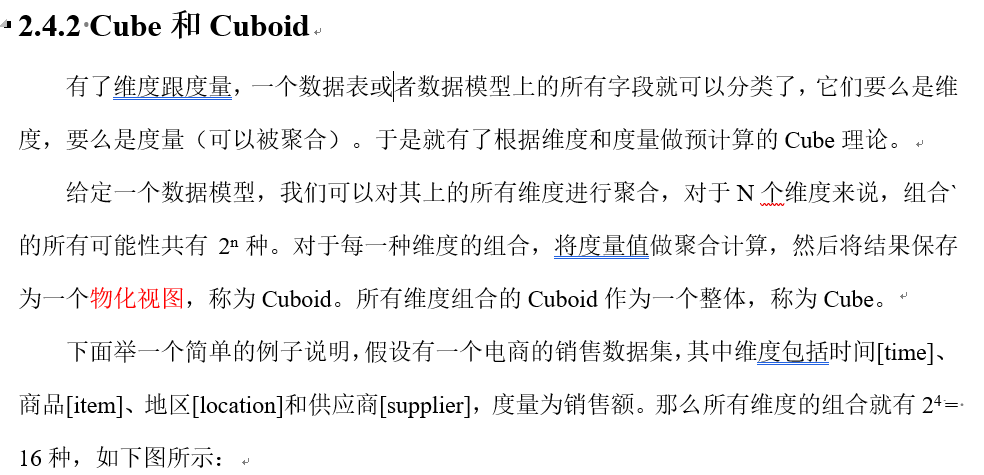 2.4.2 Cube 和 Cuboid
有了维度跟度量，一个数据表或者数据模型上的所有字段就可以分类了，它们要么是维
度，要么是度量（可以被聚合）。于是就有了根据维度和度量做预计算的 Cube 理论。
给定一个数据模型，我们可以对其上的所有维度进行聚合，对于 N 个维度来说，组合`
的所有可能性共有 2ⁿ 种。对于每一种维度的组合，将度量值做聚合计算，然后将结果保存
为一个物化视图，称为 Cuboid。所有维度组合的 Cuboid 作为一个整体，称为 Cube。
下面举一个简单的例子说明，假设有一个电商的销售数据集，其中维度包括时间[time]、
商品[item]、地区[location]和供应商[supplier]，度量为销售额。那么所有维度的组合就有 2⁴=
16 种，如下图所示：